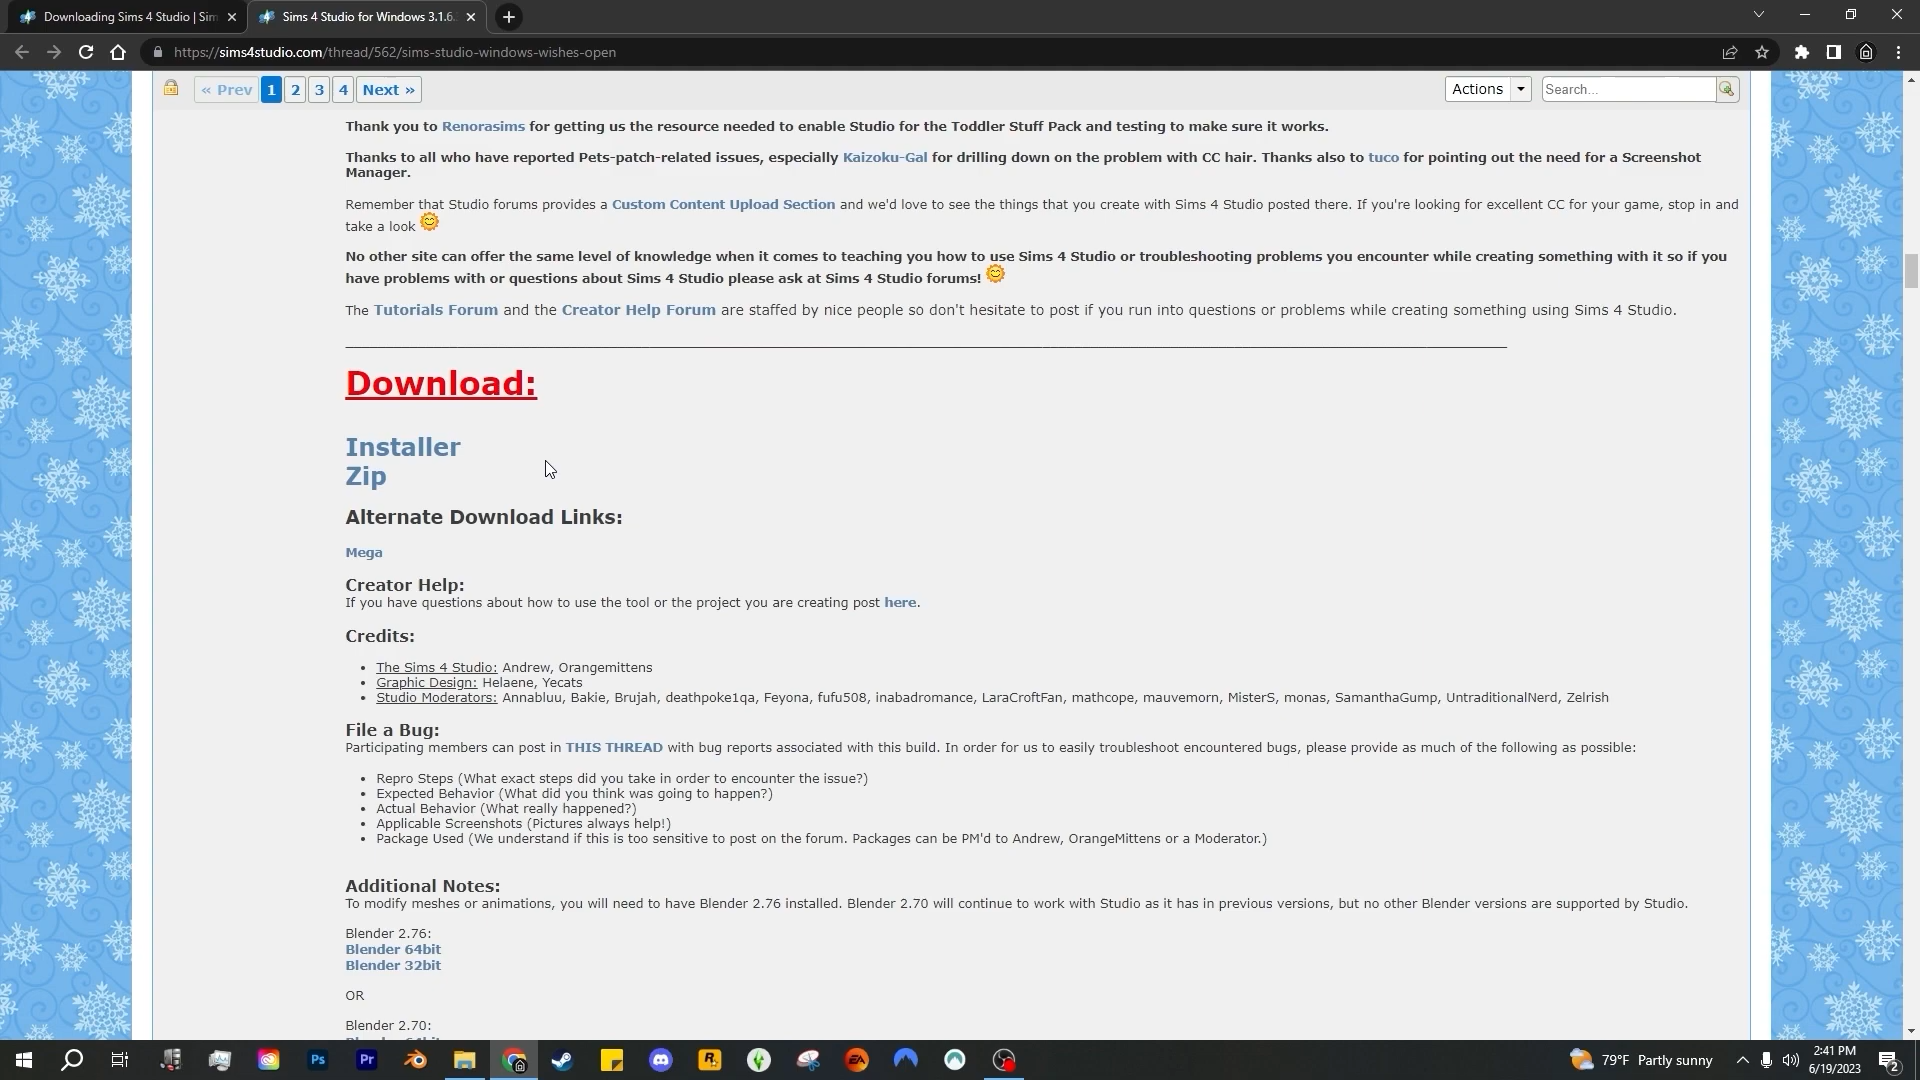 Downloading Sims 4 Studio | Sim
Sims 4 Studio for Windows 3.1.6.
https://sims4studio.com/thread/562/sims-studio-windows-wishes-open
« Prev 1 2 3 4 Next »
Actions
Search...
Thank you to Renorasims for getting us the resource needed to enable Studio for the Toddler Stuff Pack and testing to make sure it works.
Thanks to all who have reported Pets-patch-related issues, especially Kaizoku-Gal for drilling down on the problem with CC hair. Thanks also to tuco for pointing out the need for a Screenshot
Manager.
Remember that Studio forums provides a Custom Content Upload Section and we'd love to see the things that you create with Sims 4 Studio posted there. If you're looking for excellent CC for your game, stop in and
take a look
No other site can offer the same level of knowledge when it comes to teaching you how to use Sims 4 Studio or troubleshooting problems you encounter while creating something with it so if you
have problems with or questions about Sims 4 Studio please ask at Sims 4 Studio forums!
The Tutorials Forum and the Creator Help Forum are staffed by nice people so don't hesitate to post if you run into questions or problems while creating something using Sims 4 Studio.
Download:
Installer
Zip
Alternate Download Links:
Mega
Creator Help:
If you have questions about how to use the tool or the project you are creating post here.
Credits:
• The Sims 4 Studio: Andrew, Orangemittens
• Graphic Design: Helaene, Yecats
• Studio Moderators: Annabluu, Bakie, Brujah, deathpoke1qa, Feyona, fufu508, inabadromance, LaraCroftFan, mathcope, mauvemorn, MisterS, monas, SamanthaGump, UntraditionalNerd, Zelrish
File a Bug:
Participating members can post in THIS THREAD with bug reports associated with this build. In order for us to easily troubleshoot encountered bugs, please provide as much of the following as possible:
• Repro Steps (What exact steps did you take in order to encounter the issue?)
• Expected Behavior (What did you think was going to happen?)
• Actual Behavior (What really happened?)
• Applicable Screenshots (Pictures always help!)
• Package Used (We understand if this is too sensitive to post on the forum. Packages can be PM'd to Andrew, OrangeMittens or a Moderator.)
Additional Notes:
To modify meshes or animations, you will need to have Blender 2.76 installed. Blender 2.70 will continue to work with Studio as it has in previous versions, but no other Blender versions are supported by Studio.
Blender 2.76:
Blender 64bit
Blender 32bit
OR
Blender 2.70:
Blender 64bit
Ps
Pr
R
EA
79°F Partly sunny
2:41 PM
6/19/2023
2